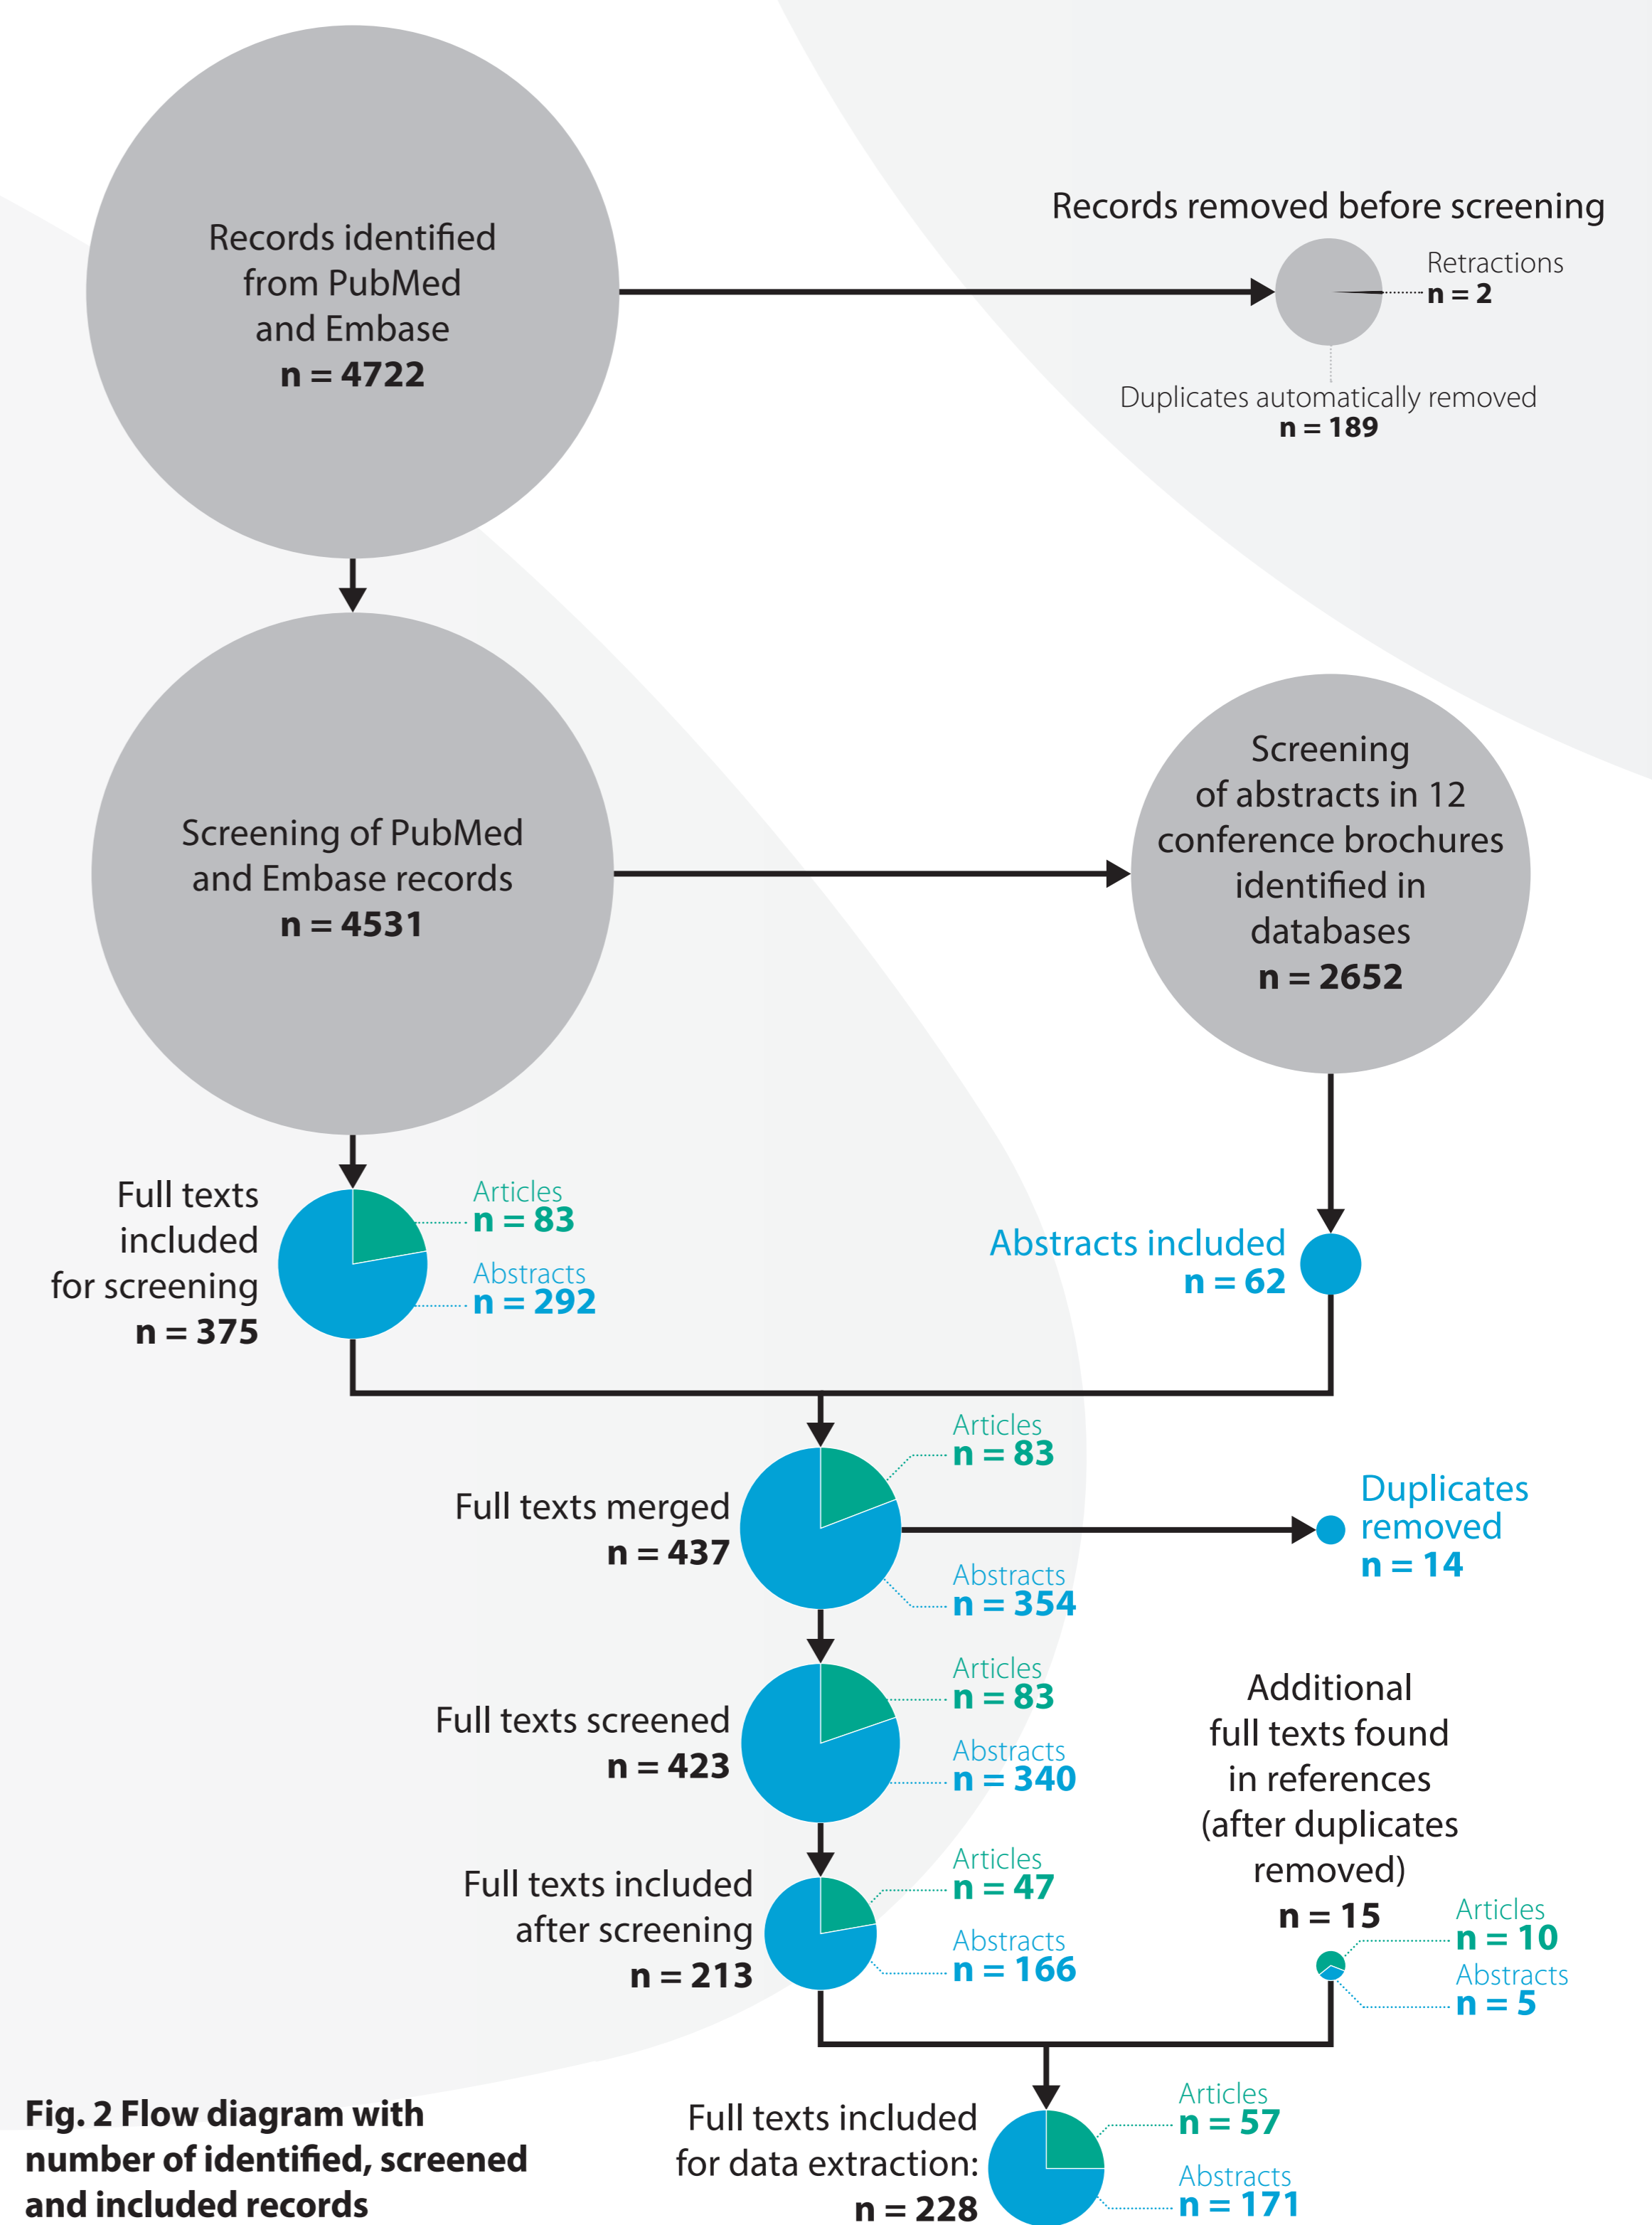 Records identified
from PubMed
and Embase
n = 4722
Records removed before screening
Retractions
n = 2
Duplicates automatically removed
n = 189
Screening of PubMed
and Embase records
n = 4531
Screening
of abstracts in 12
conference brochures
identified in
databases
n = 2652
Full texts
included
for screening
n = 375
Articles
n = 83
Abstracts
n = 292
Abstracts included
n = 62
Full texts merged
n = 437
Articles
n = 83
Abstracts
n = 354
Duplicates
removed
n = 14
Full texts screened
n = 423
Articles
n = 83
Abstracts
n = 340
Additional
full texts found
in references
(after duplicates
removed)
n = 15
Articles
n = 10
Abstracts
n = 5
Full texts included
after screening
n = 213
Articles
n = 47
Abstracts
n = 166
Full texts included
for data extraction:
n = 228
Articles
n = 57
Abstracts
n = 171
Fig. 2 Flow diagram with
number of identified, screened
and included records